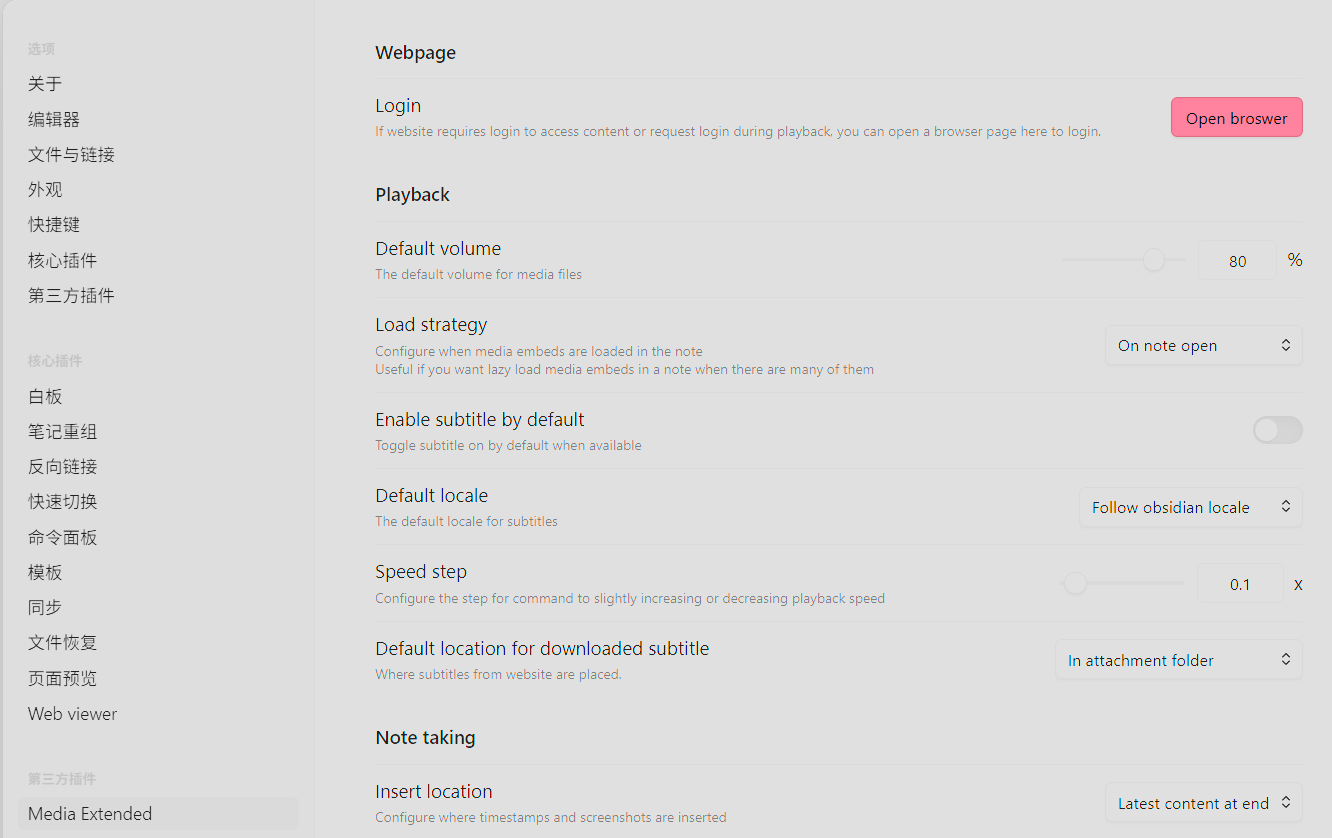 选项
关于
编辑器
文件与链接
外观
快捷键
核心插件
第三方插件
核心插件
白板
笔记重组
反向链接
快速切换
命令面板
模板
同步
文件恢复
页面预览
Web viewer
第三方插件
Media Extended
Webpage
Login
If website requires login to access content or request login during playback, you can open a browser page here to login.
Open broswer
Playback
Default volume
The default volume for media files
80 %
Load strategy
Configure when media embeds are loaded in the note
Useful if you want lazy load media embeds in a note when there are many of them
On note open
Enable subtitle by default
Toggle subtitle on by default when available
Default locale
The default locale for subtitles
Follow obsidian locale
Speed step
Configure the step for command to slightly increasing or decreasing playback speed
0.1 x
Default location for downloaded subtitle
Where subtitles from website are placed.
In attachment folder
Note taking
Insert location
Configure where timestamps and screenshots are inserted
Latest content at end